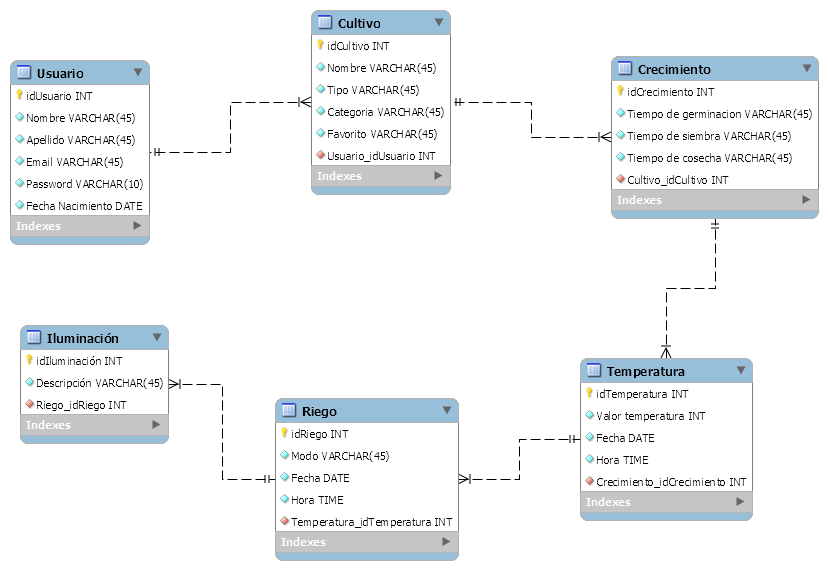 Usuario
idUsuario INT
Nombre VARCHAR(45)
Apellido VARCHAR(45)
Email VARCHAR(45)
Password VARCHAR(10)
Fecha Nacimiento DATE
Indexes
Cultivo
idCultivo INT
Nombre VARCHAR(45)
Tipo VARCHAR(45)
Categoria VARCHAR(45)
Favorito VARCHAR(45)
Usuario_idUsuario INT
Indexes
Crecimiento
idCrecimiento INT
Tiempo de germinacion VARCHAR(45)
Tiempo de siembra VARCHAR(45)
Tiempo de cosecha VARCHAR(45)
Cultivo_idCultivo INT
Indexes
Iluminación
idIluminación INT
Descripción VARCHAR(45)
Riego_idRiego INT
Indexes
Riego
idRiego INT
Modo VARCHAR(45)
Fecha DATE
Hora TIME
Temperatura_idTemperatura INT
Indexes
Temperatura
idTemperatura INT
Valor temperatura INT
Fecha DATE
Hora TIME
Crecimiento_idCrecimiento INT
Indexes